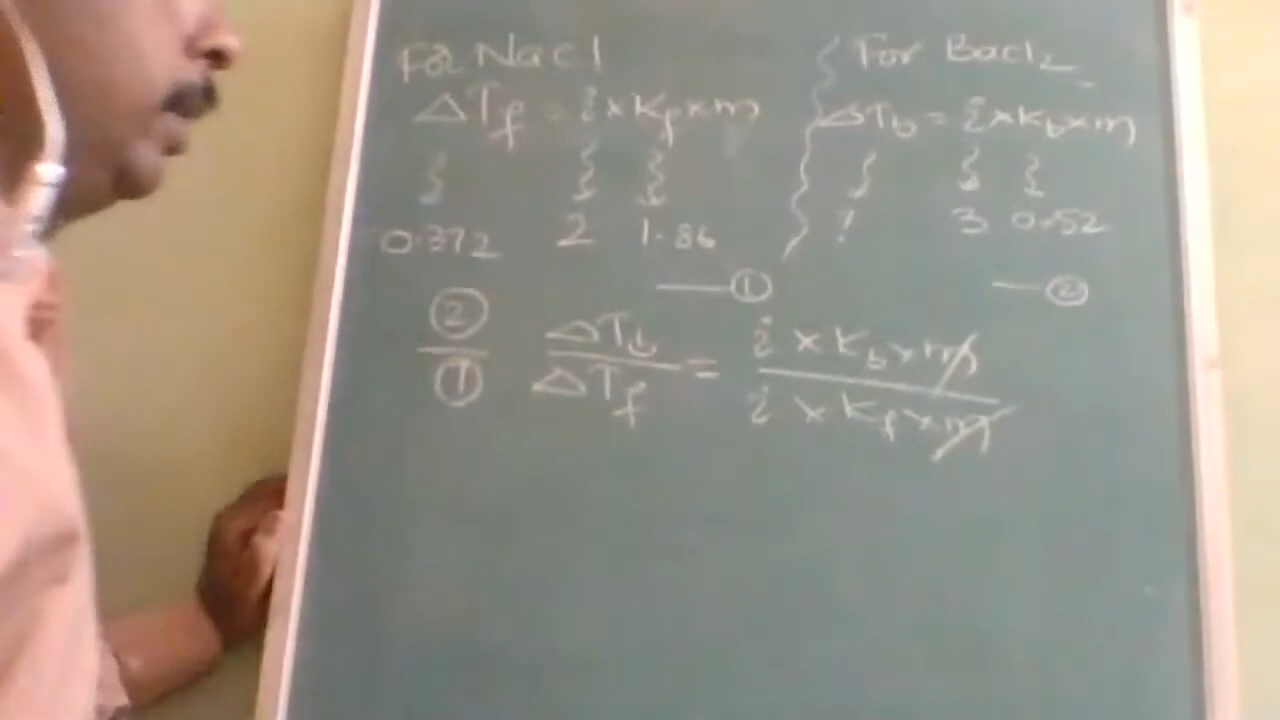 For NaCl
ΔTf = i × Kf × m
0.372 2 1.86
— ①
For BaCl2
ΔTb = i × Kb × m
? 3 0.52
— ②
②/① ΔTb/ΔTf = i × Kb × m / i × Kf × m